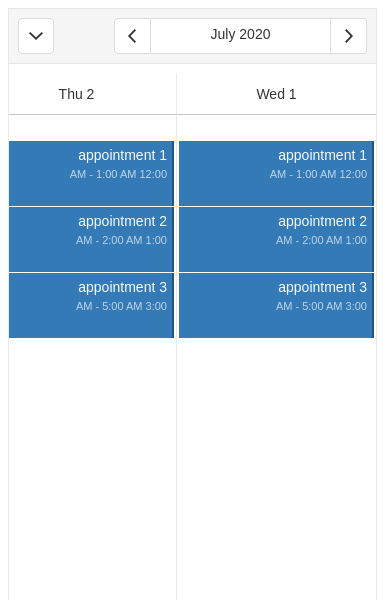 July 2020
Wed 1
Thu 2
appointment 1
AM - 1:00 AM 12:00
appointment 2
AM - 2:00 AM 1:00
appointment 3
AM - 5:00 AM 3:00
appointment 1
AM - 1:00 AM 12:00
appointment 2
AM - 2:00 AM 1:00
appointment 3
AM - 5:00 AM 3:00